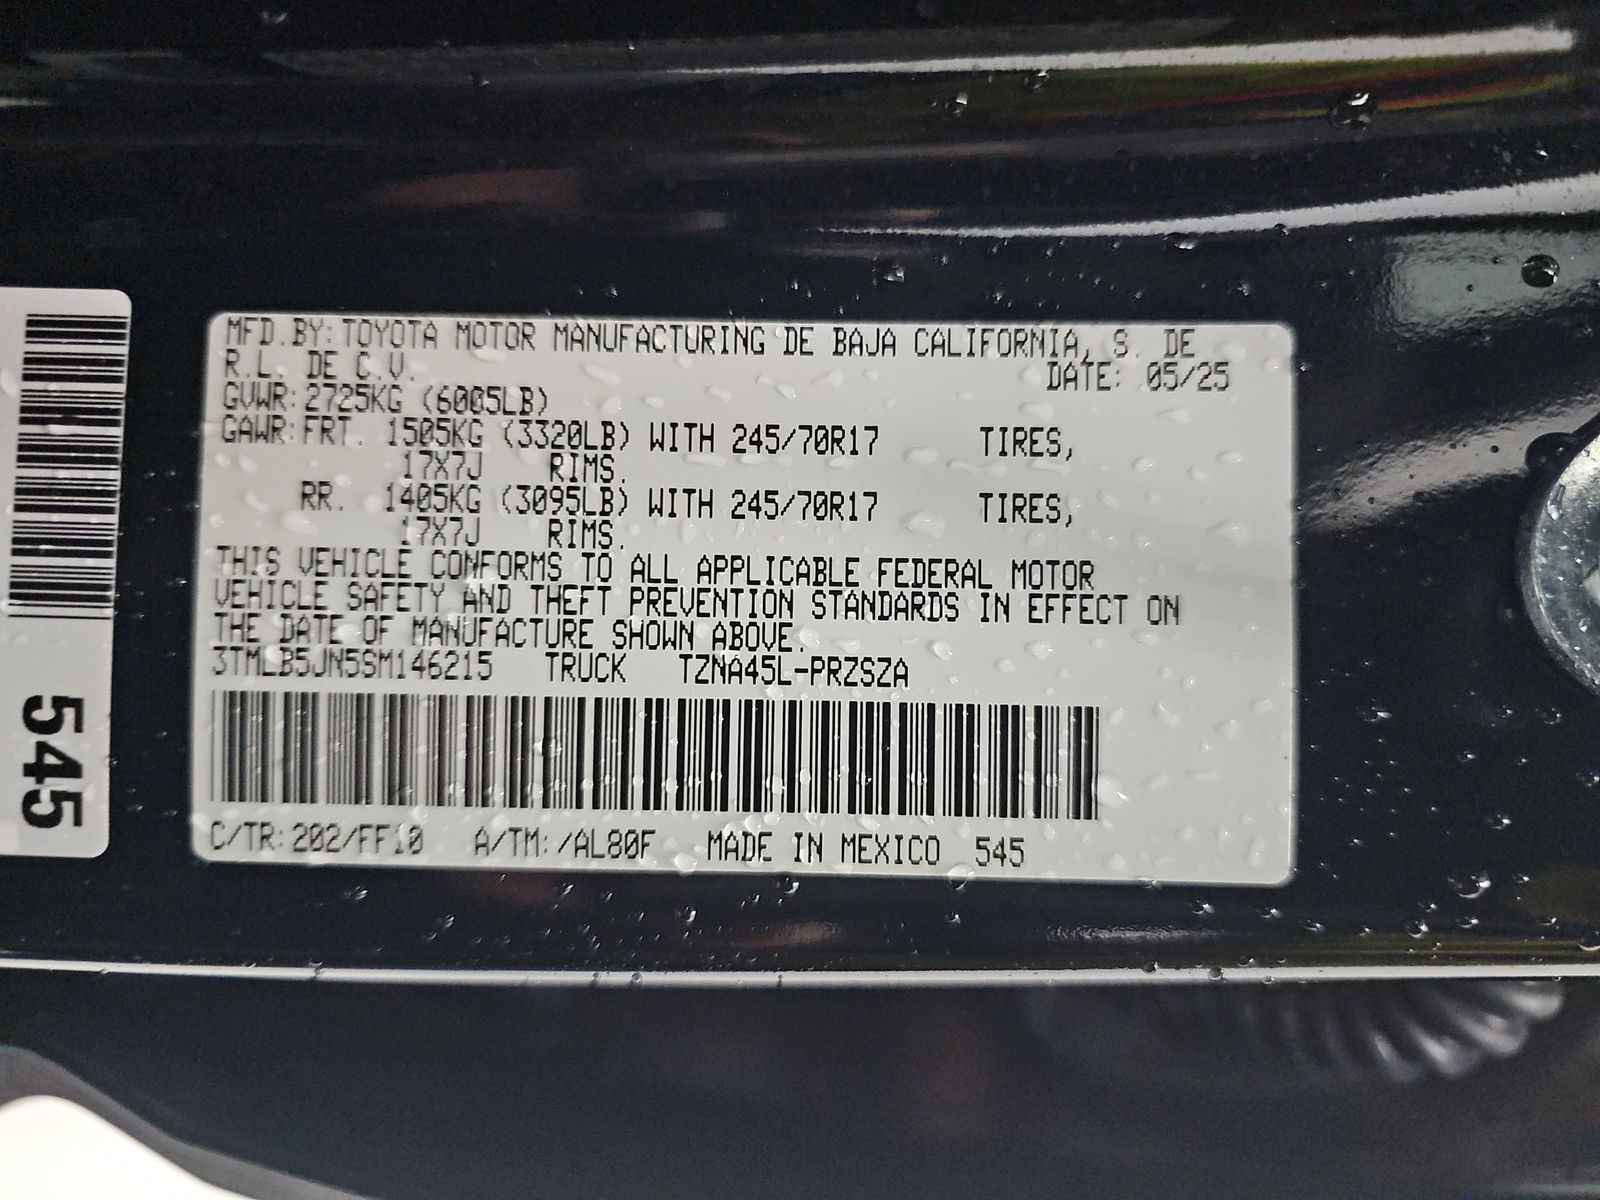 MFD.BY:TOYOTA MOTOR MANUFACTURING DE BAJA CALIFORNIA, S. DE
R.L. DE C.V. DATE: 05/25
GVWR:2725KG (6005LB)
GAWR:FRT. 1505KG (3320LB) WITH 245/70R17 TIRES,
17X7J RIMS.
RR. 1405KG (3095LB) WITH 245/70R17 TIRES,
17X7J RIMS.
THIS VEHICLE CONFORMS TO ALL APPLICABLE FEDERAL MOTOR
VEHICLE SAFETY AND THEFT PREVENTION STANDARDS IN EFFECT ON
THE DATE OF MANUFACTURE SHOWN ABOVE.
3TMLB5JN5SM146215 TRUCK TZNA45L-PRZSZA
C/TR:202/FF10 A/TM:/AL80F MADE IN MEXICO 545
545